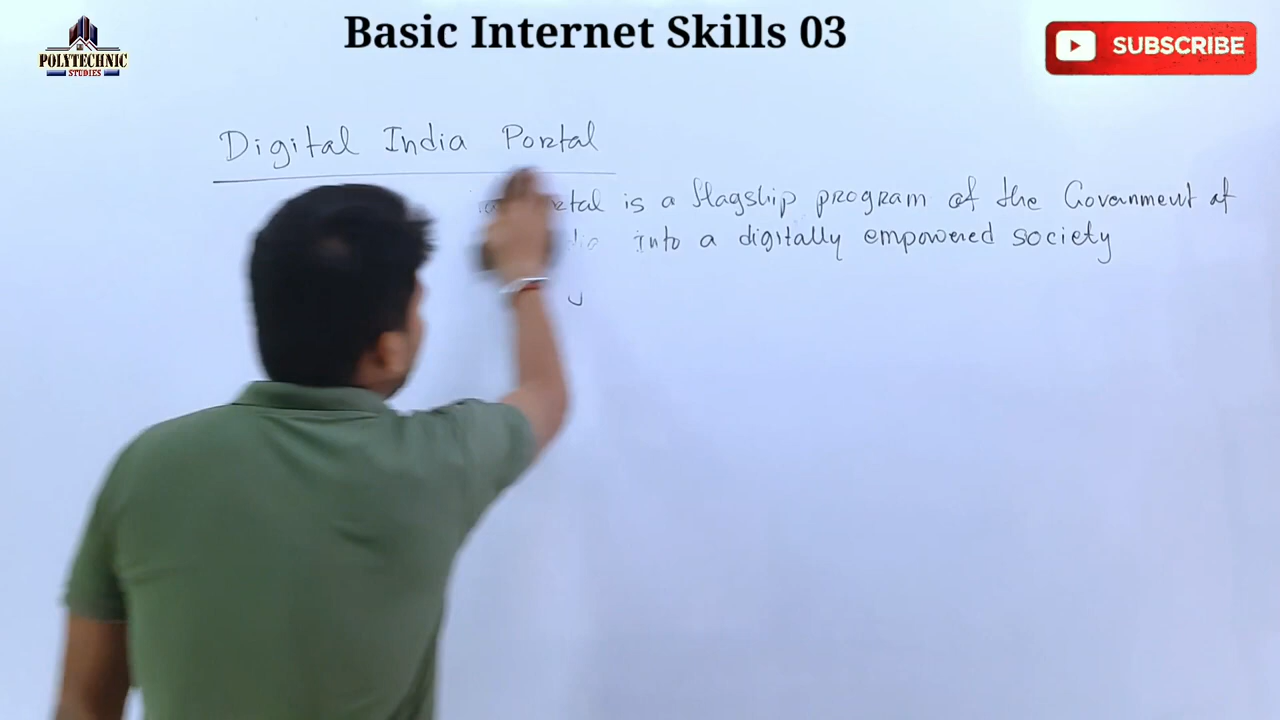 Basic Internet Skills 03
POLYTECHNIC
STUDIES
SUBSCRIBE
Digital India Portal
is a flagship program of the Government of
into a digitally empowered society